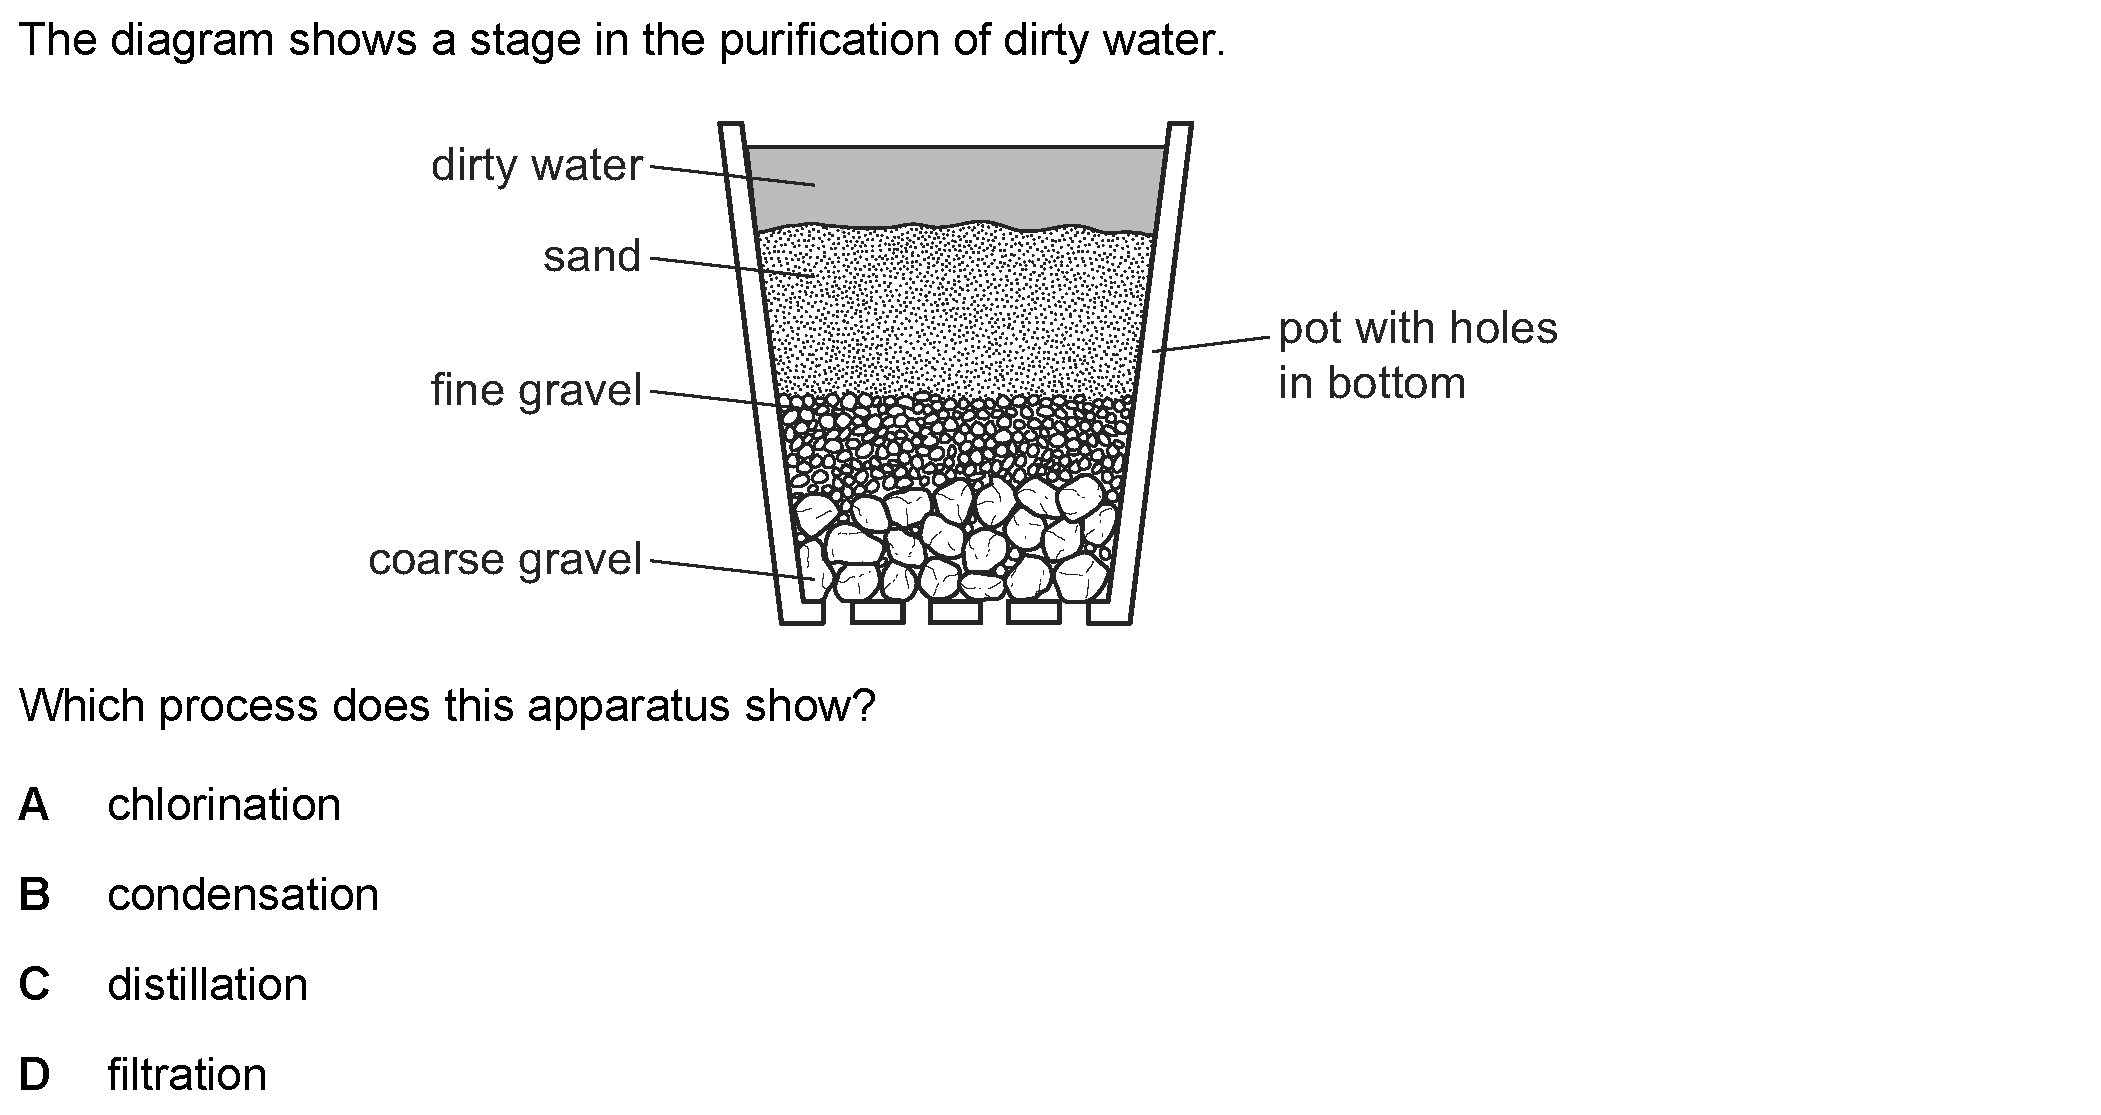 The diagram shows a stage in the purification of dirty water.
dirty water
sand
pot with holes
in bottom
fine gravel
coarse gravel
Which process does this apparatus show?
A chlorination
B condensation
C distillation
D filtration